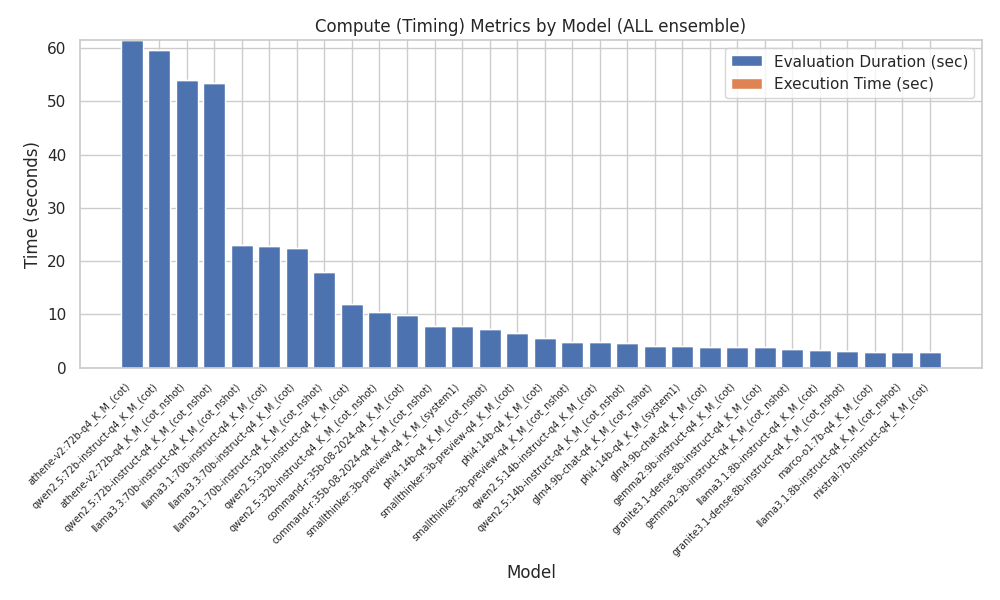 Compute (Timing) Metrics by Model (ALL ensemble)
Evaluation Duration (sec)
Execution Time (sec)
Time (seconds)
60
50
40
30
20
10
0
athene-v2:72b-q4_K_M_(cot)
qwen2.5:72b-instruct-q4_K_M_(cot)
athene-v2:72b-q4_K_M_(cot_nshot)
qwen2.5:72b-instruct-q4_K_M_(cot_nshot)
llama3.3:70b-instruct-q4_K_M_(cot_nshot)
llama3.1:70b-instruct-q4_K_M_(cot)
llama3.3:70b-instruct-q4_K_M_(cot)
llama3.1:70b-instruct-q4_K_M_(cot_nshot)
qwen2.5:32b-instruct-q4_K_M_(cot)
qwen2.5:32b-instruct-q4_K_M_(cot_nshot)
command-r:35b-08-2024-q4_K_M_(cot)
command-r:35b-08-2024-q4_K_M_(cot_nshot)
smallthinker:3b-preview-q4_K_M_(system1)
phi4:14b-q4_K_M_(cot_nshot)
smallthinker:3b-preview-q4_K_M_(cot)
phi4:14b-q4_K_M_(cot)
smallthinker:3b-preview-q4_K_M_(cot_nshot)
qwen2.5:14b-instruct-q4_K_M_(cot)
qwen2.5:14b-instruct-q4_K_M_(cot_nshot)
glm4:9b-chat-q4_K_M_(cot_nshot)
phi4:14b-q4_K_M_(system1)
glm4:9b-chat-q4_K_M_(cot)
gemma2:9b-instruct-q4_K_M_(cot)
granite3.1-dense:8b-instruct-q4_K_M_(cot)
gemma2:9b-instruct-q4_K_M_(cot_nshot)
llama3.1:8b-instruct-q4_K_M_(cot)
granite3.1-dense:8b-instruct-q4_K_M_(cot_nshot)
marco-o1:7b-q4_K_M_(cot)
llama3.1:8b-instruct-q4_K_M_(cot_nshot)
mistral:7b-instruct-q4_K_M_(cot)
Model